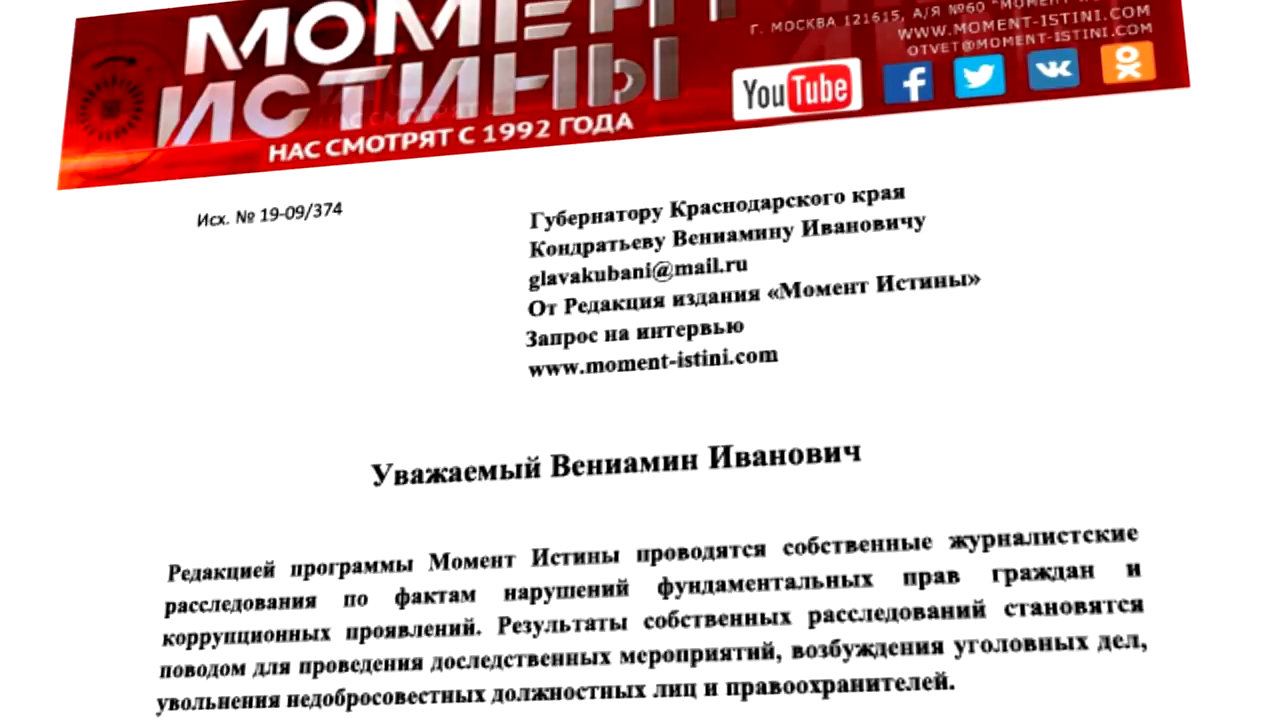 МОМЕНТ
ИСТИНЫ
НАС СМОТРЯТ С 1992 ГОДА
Г. МОСКВА 121615, А/Я №60 "МОМЕНТ
WWW.MOMENT-ISTINI.COM
OTVET@MOMENT-ISTINI.COM
You Tube
Исх. № 19-09/374
Губернатору Краснодарского края
Кондратьеву Вениамину Ивановичу
glavakubani@mail.ru
От Редакция издания «Момент Истины»
Запрос на интервью
www.moment-istini.com
Уважаемый Вениамин Иванович
Редакцией программы Момент Истины проводятся собственные журналистские
расследования по фактам нарушений фундаментальных прав граждан и
коррупционных проявлений. Результаты собственных расследований становятся
поводом для проведения доследственных мероприятий, возбуждения уголовных дел,
увольнения недобросовестных должностных лиц и правоохранителей.